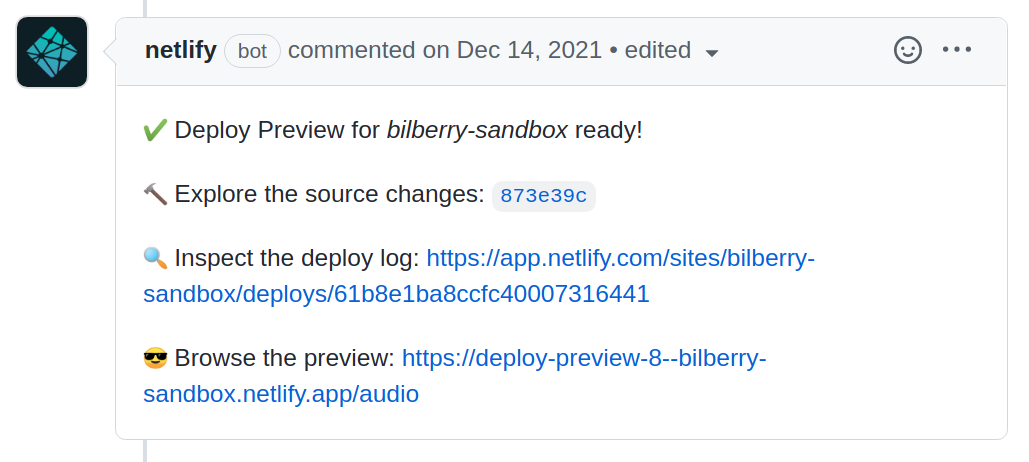 netlify bot commented on Dec 14, 2021 • edited
✔️ Deploy Preview for bilberry-sandbox ready!
🔨 Explore the source changes: 873e39c
🔍 Inspect the deploy log: https://app.netlify.com/sites/bilberry-
sandbox/deploys/61b8e1ba8ccfc40007316441
😎 Browse the preview: https://deploy-preview-8--bilberry-
sandbox.netlify.app/audio